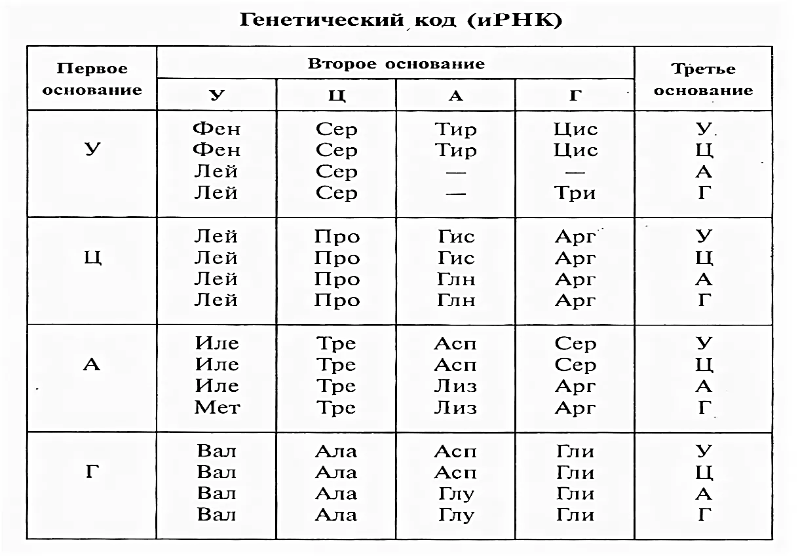 Генетический код (иРНК)
Первое основание
Второе основание
Третье основание
У Ц А Г
У
Фен Сер Тир Цис У
Фен Сер Тир Цис Ц
Лей Сер — — А
Лей Сер — Три Г
Ц
Лей Про Гис Арг У
Лей Про Гис Арг Ц
Лей Про Глн Арг А
Лей Про Глн Арг Г
А
Иле Тре Асп Сер У
Иле Тре Асп Сер Ц
Иле Тре Лиз Арг А
Мет Тре Лиз Арг Г
Г
Вал Ала Асп Гли У
Вал Ала Асп Гли Ц
Вал Ала Глу Гли А
Вал Ала Глу Гли Г